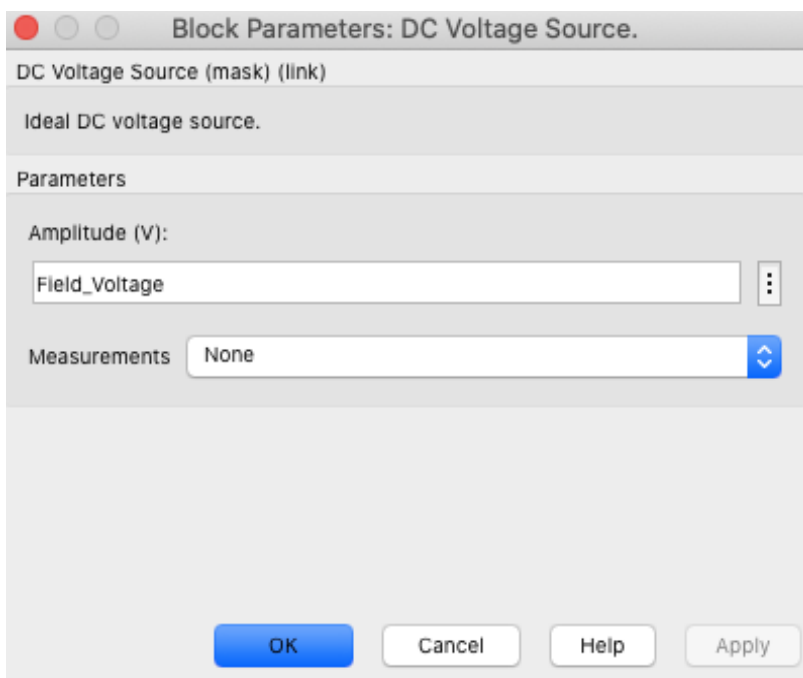 Block Parameters: DC Voltage Source.
DC Voltage Source (mask) (link)
Ideal DC voltage source.
Parameters
Amplitude (V):
Field_Voltage
Measurements None
OK Cancel Help Apply